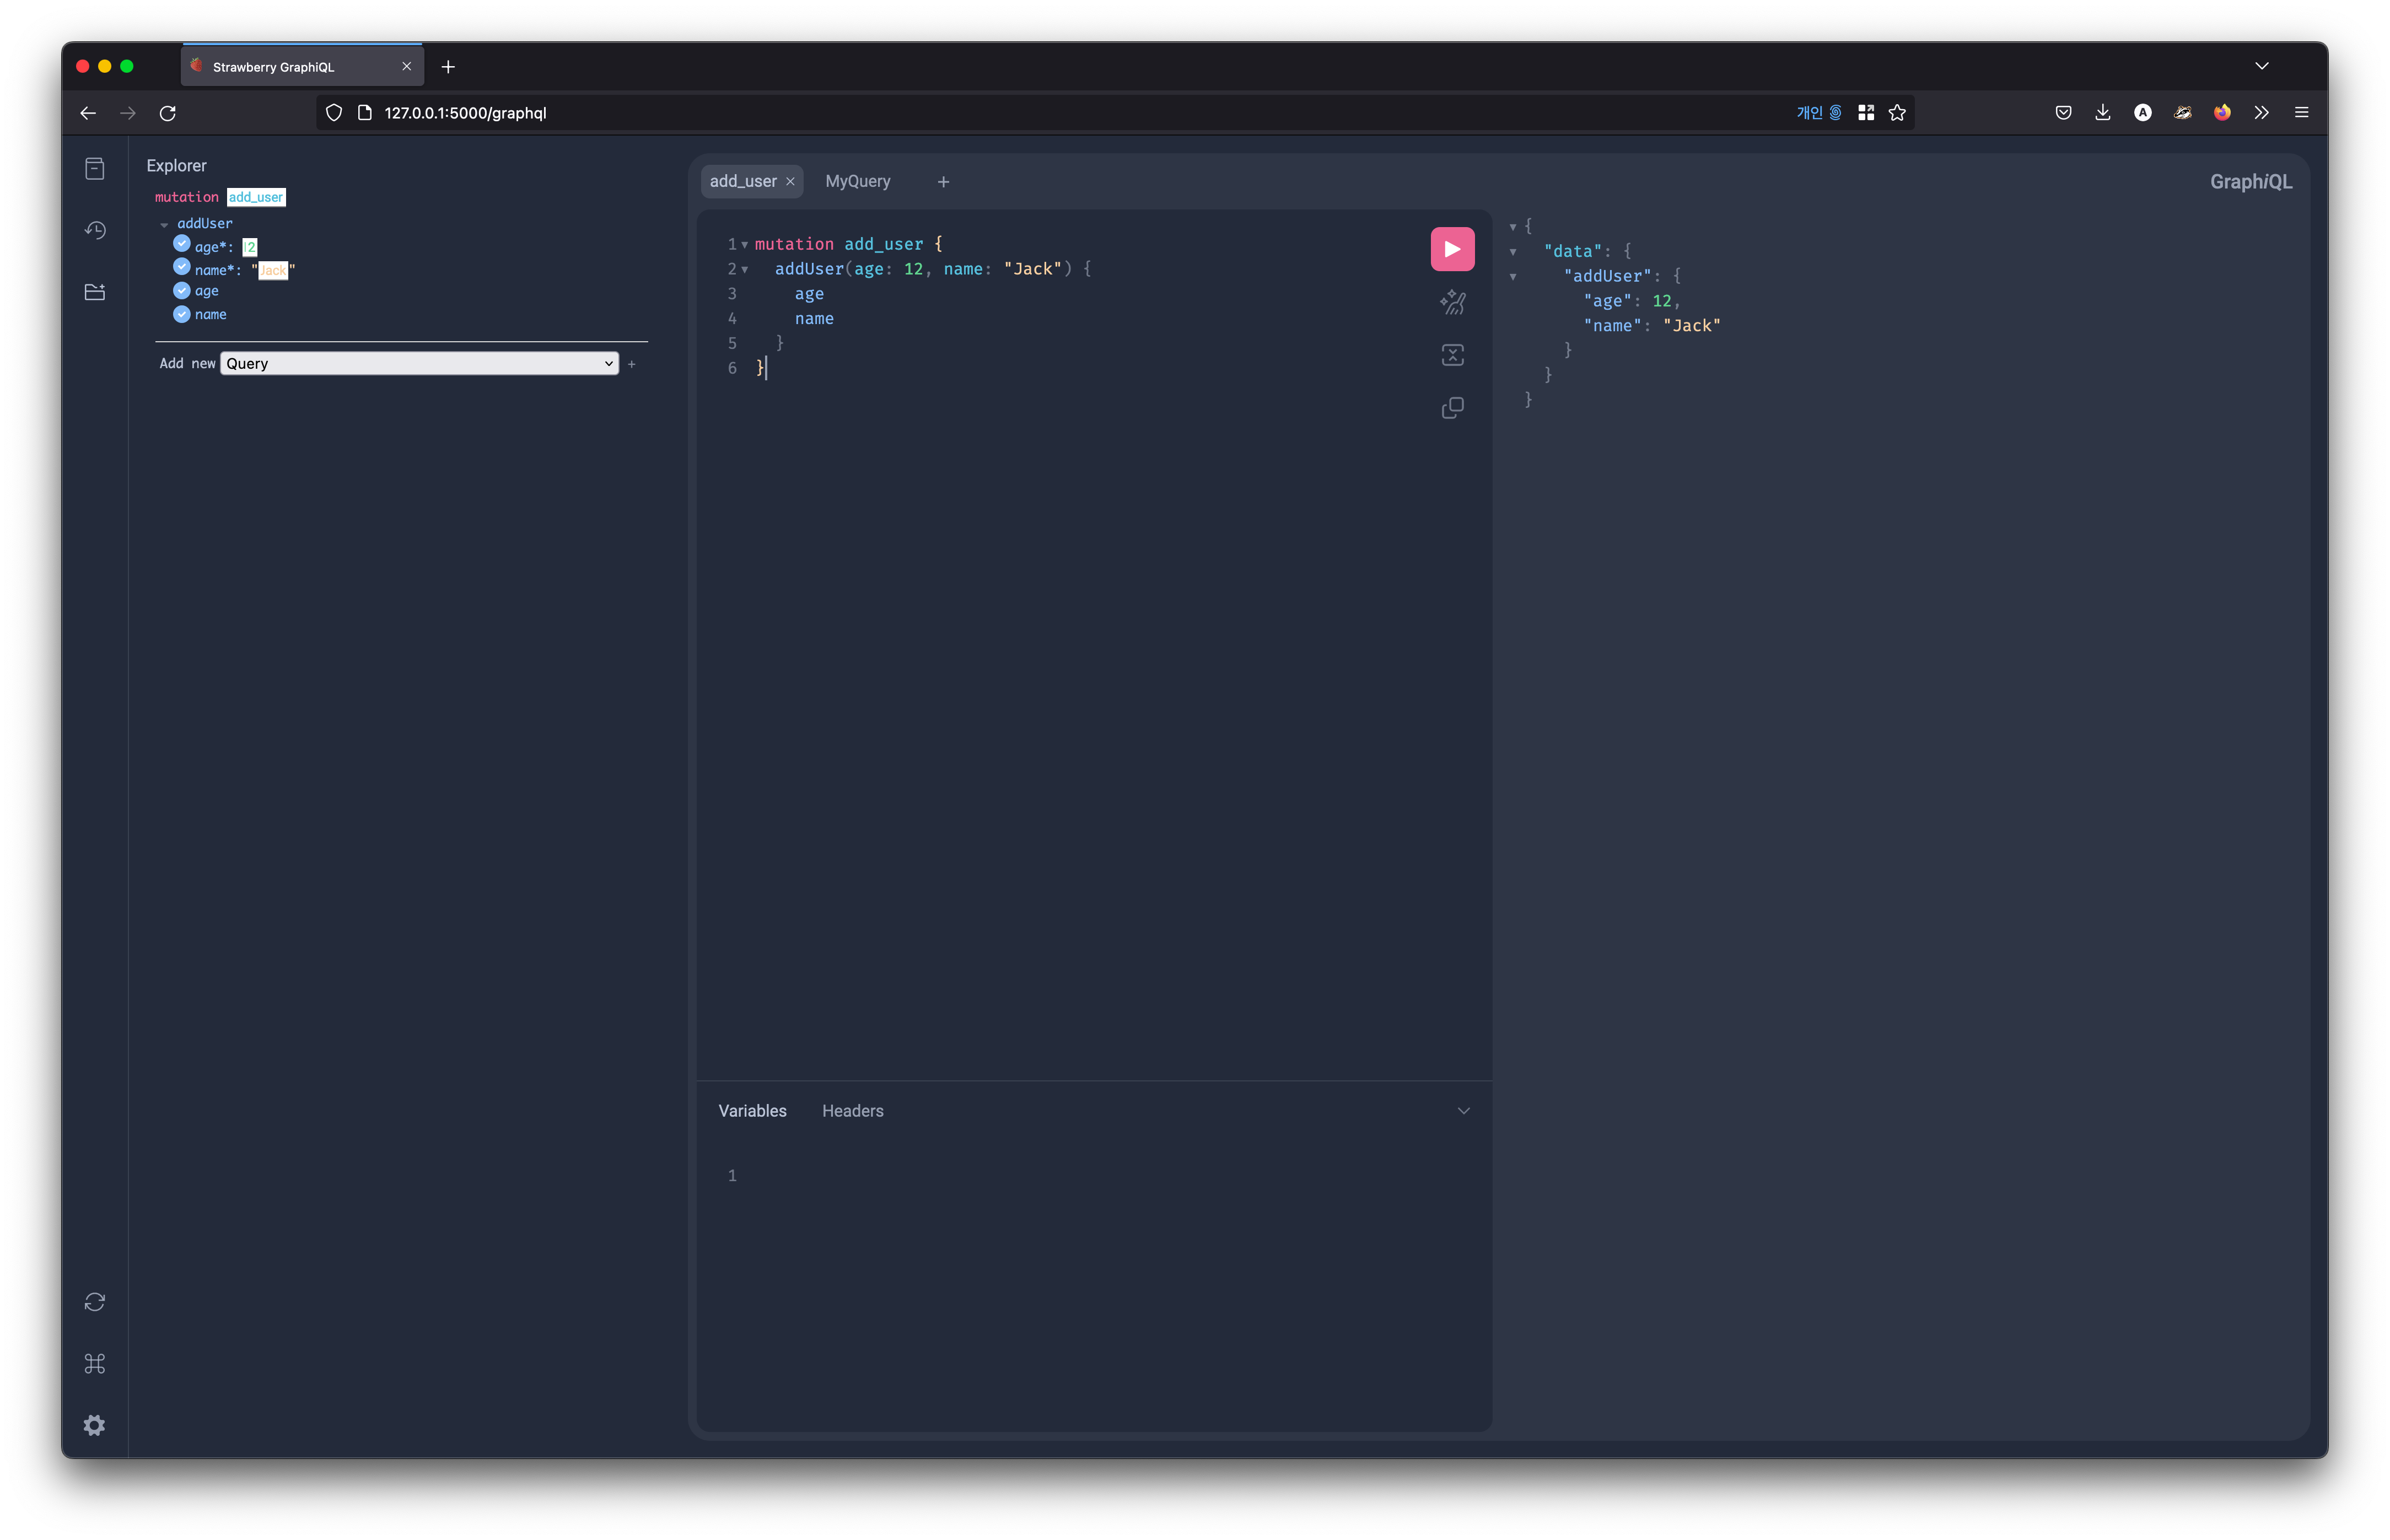 Strawberry GraphiQL
127.0.0.1:5000/graphql
개인
A
Explorer
mutation add_user
addUser
age*: 12
name*: "Jack"
age
name
Add new Query +
add_user
MyQuery
GraphiQL
1 mutation add_user {
2 addUser(age: 12, name: "Jack") {
3 age
4 name
5 }
6 }
{
"data": {
"addUser": {
"age": 12,
"name": "Jack"
}
}
}
Variables Headers
1